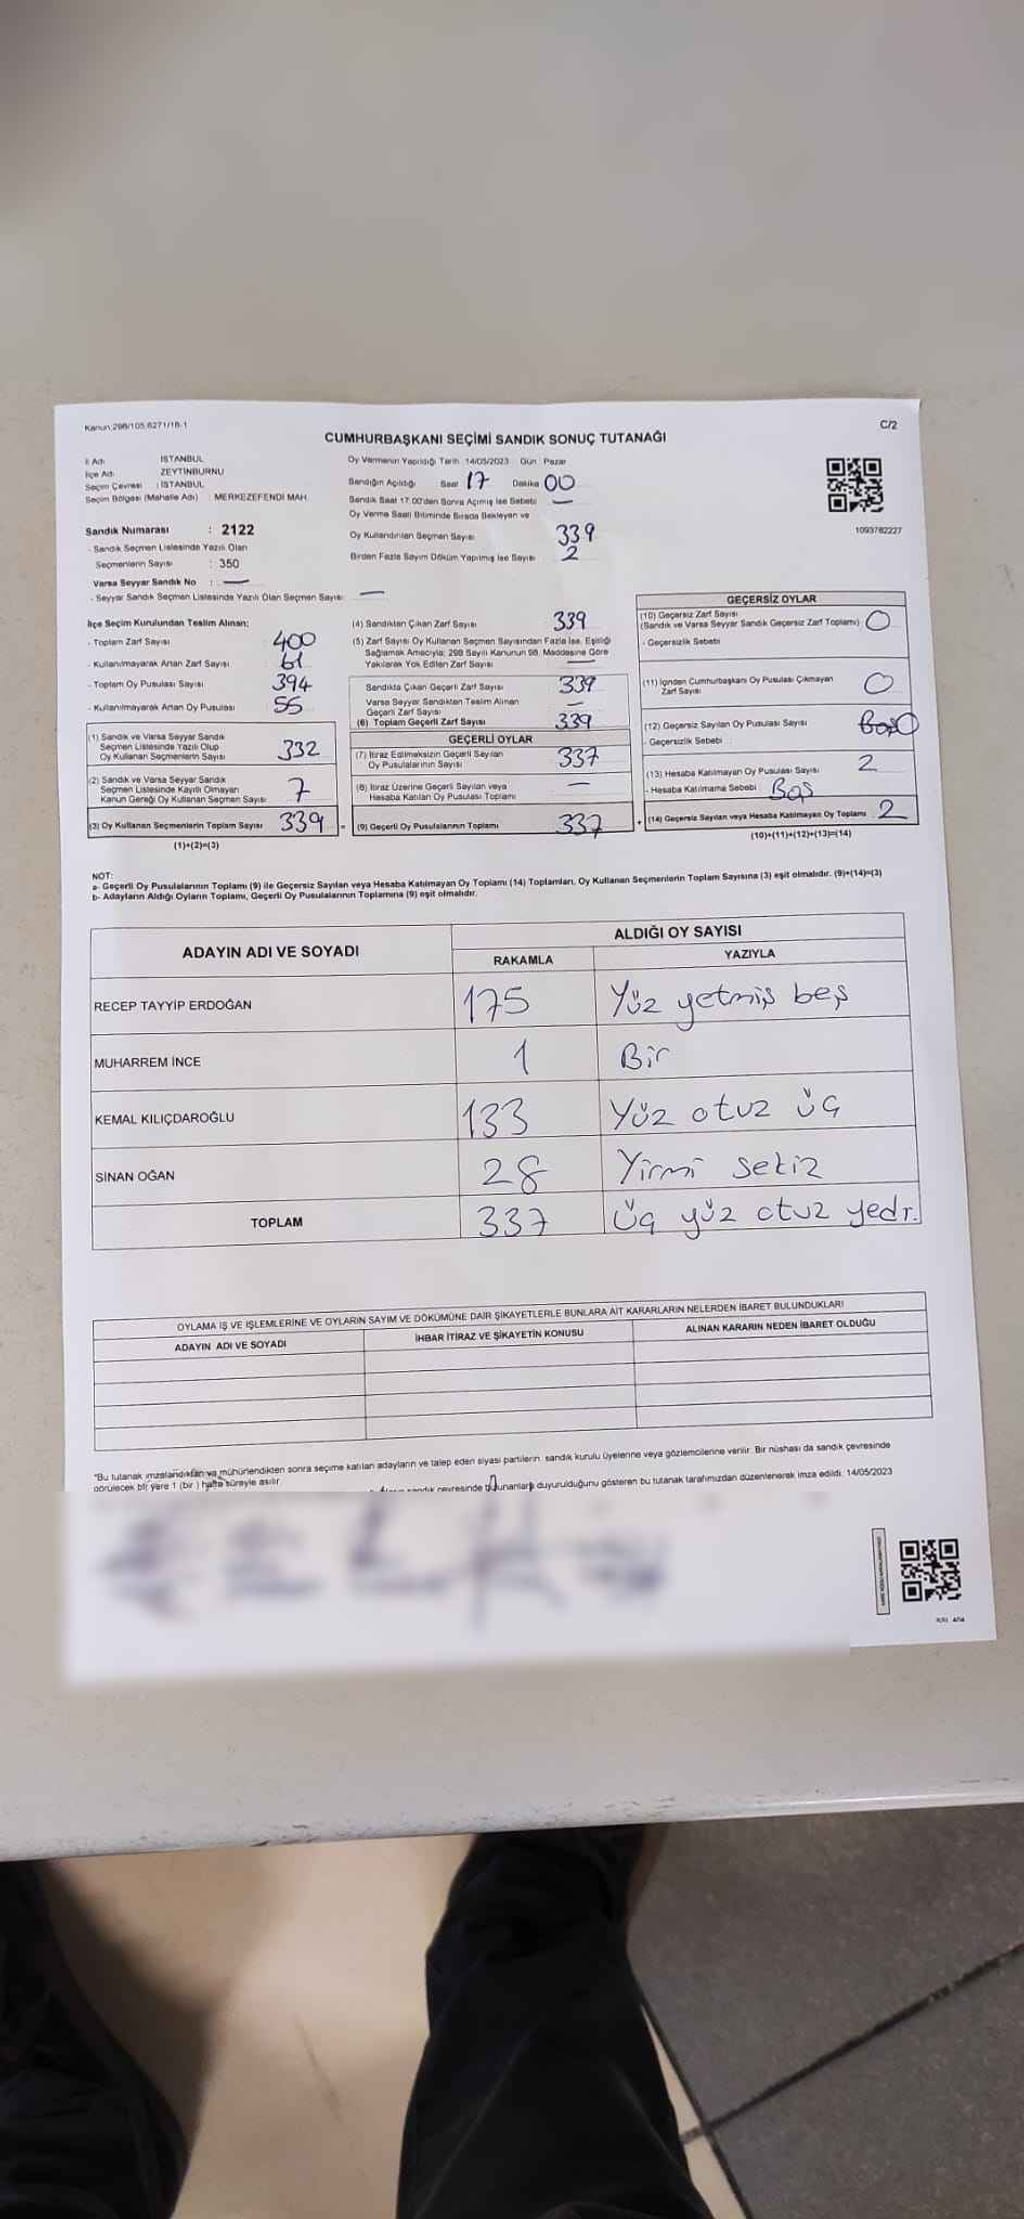 Kanun:298/105,6271/18-1
C/2
CUMHURBAŞKANI SEÇİMİ SANDIK SONUÇ TUTANAĞI
İl Adı İSTANBUL
İlçe Adı ZEYTİNBURNU
Seçim Çevresi : İSTANBUL
Seçim Bölgesi (Mahalle Adı) MERKEZEFENDİ MAH.
Sandık Numarası : 2122
- Sandık Seçmen Listesinde Yazılı Olan
Seçmenlerin Sayısı : 350
Varsa Seyyar Sandık No : —
- Seyyar Sandık Seçmen Listesinde Yazılı Olan Seçmen Sayısı: —
Oy Vermenin Yapıldığı Tarih 14/05/2023 Gün : Pazar
Sandığın Açıldığı Saat 17 Dakika 00
Sandık Saat 17:00'den Sonra Açılmış İse Sebebi —
Oy Verme Saati Bitiminde Sırada Bekleyen ve
Oy Kullandırılan Seçmen Sayısı 339
Birden Fazla Sayım Döküm Yapılmış İse Sayısı 2
1093782227
İlçe Seçim Kurulundan Teslim Alınan;
- Toplam Zarf Sayısı 400
- Kullanılmayarak Artan Zarf Sayısı 61
- Toplam Oy Pusulası Sayısı 394
- Kullanılmayarak Artan Oy Pusulası 55
(1) Sandık ve Varsa Seyyar Sandık
Seçmen Listesinde Yazılı Olup
Oy Kullanan Seçmenlerin Sayısı 332
(2) Sandık ve Varsa Seyyar Sandık
Seçmen Listesinde Kayıtlı Olmayan
Kanun Gereği Oy Kullanan Seçmen Sayısı 7
(3) Oy Kullanan Seçmenlerin Toplam Sayısı 339
(1)+(2)=(3)
(4) Sandıktan Çıkan Zarf Sayısı 339
(5) Zarf Sayısı Oy Kullanan Seçmen Sayısından Fazla İse, Eşitliği
Sağlamak Amacıyla; 298 Sayılı Kanunun 98. Maddesine Göre
Yakılarak Yok Edilen Zarf Sayısı —
Sandıkta Çıkan Geçerli Zarf Sayısı 339
Varsa Seyyar Sandıktan Teslim Alınan
Geçerli Zarf Sayısı —
(6) Toplam Geçerli Zarf Sayısı 339
GEÇERLİ OYLAR
(7) İtiraz Edilmeksizin Geçerli Sayılan
Oy Pusulalarının Sayısı 337
(8) İtiraz Üzerine Geçerli Sayılan veya
Hesaba Katılan Oy Pusulası Toplamı —
= (9) Geçerli Oy Pusulalarının Toplamı 337
GEÇERSİZ OYLAR
(10) Geçersiz Zarf Sayısı
(Sandık ve Varsa Seyyar Sandık Geçersiz Zarf Toplamı) 0
- Geçersizlik Sebebi
(11) İçinden Cumhurbaşkanı Oy Pusulası Çıkmayan
Zarf Sayısı 0
(12) Geçersiz Sayılan Oy Pusulası Sayısı
- Geçersizlik Sebebi
(13) Hesaba Katılmayan Oy Pusulası Sayısı 2
- Hesaba Katılmama Sebebi Boş
+ (14) Geçersiz Sayılan veya Hesaba Katılmayan Oy Toplamı 2
(10)+(11)+(12)+(13)=(14)
NOT:
a- Geçerli Oy Pusulalarının Toplamı (9) ile Geçersiz Sayılan veya Hesaba Katılmayan Oy Toplamı (14) Toplamları, Oy Kullanan Seçmenlerin Toplam Sayısına (3) eşit olmalıdır. (9)+(14)=(3)
b- Adayların Aldığı Oyların Toplamı, Geçerli Oy Pusulalarının Toplamına (9) eşit olmalıdır.
ADAYIN ADI VE SOYADI
ALDIĞI OY SAYISI
RAKAMLA YAZIYLA
RECEP TAYYİP ERDOĞAN 175 Yüz yetmiş beş
MUHARREM İNCE 1 Bir
KEMAL KILIÇDAROĞLU 133 Yüz otuz üç
SİNAN OĞAN 28 Yirmi sekiz
TOPLAM 337 Üç yüz otuz yedi.
OYLAMA İŞ VE İŞLEMLERİNE VE OYLARIN SAYIM VE DÖKÜMÜNE DAİR ŞİKAYETLERLE BUNLARA AİT KARARLARIN NELERDEN İBARET BULUNDUKLARI
ADAYIN ADI VE SOYADI İHBAR İTİRAZ VE ŞİKAYETİN KONUSU ALINAN KARARIN NEDEN İBARET OLDUĞU
*Bu tutanak imzalandıktan ve mühürlendikten sonra seçime katılan adayların ve talep eden siyasi partilerin sandık kurulu üyelerine veya gözlemcilerine verilir. Bir nüshası da sandık çevresinde
görülecek bir yere 1 (bir ) hafta süreyle asılır.
sandık çevresinde bulunanlara duyurulduğunu gösteren bu tutanak tarafımızdan düzenlenerek imza edildi. 14/05/2023